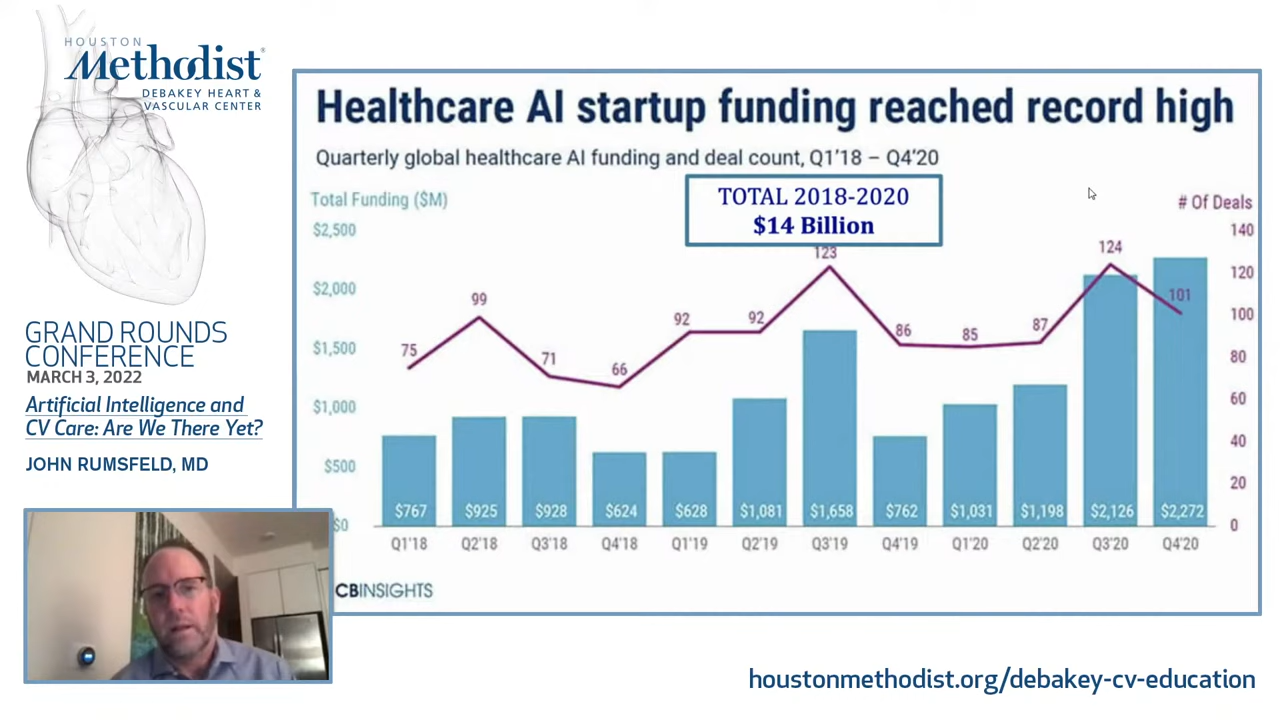 HOUSTON
Methodist®
DEBAKEY HEART &
VASCULAR CENTER
GRAND ROUNDS
CONFERENCE
MARCH 3, 2022
Artificial Intelligence and
CV Care: Are We There Yet?
JOHN RUMSFELD, MD
Healthcare AI startup funding reached record high
Quarterly global healthcare AI funding and deal count, Q1'18 – Q4'20
TOTAL 2018-2020
$14 Billion
Total Funding ($M)
# Of Deals
$2,500
$2,000
$1,500
$1,000
$500
$0
140
120
100
80
60
40
20
0
75
99
71
66
92
92
123
86
85
87
124
101
$767
$925
$928
$624
$628
$1,081
$1,658
$762
$1,031
$1,198
$2,126
$2,272
Q1'18
Q2'18
Q3'18
Q4'18
Q1'19
Q2'19
Q3'19
Q4'19
Q1'20
Q2'20
Q3'20
Q4'20
CBINSIGHTS
houstonmethodist.org/debakey-cv-education